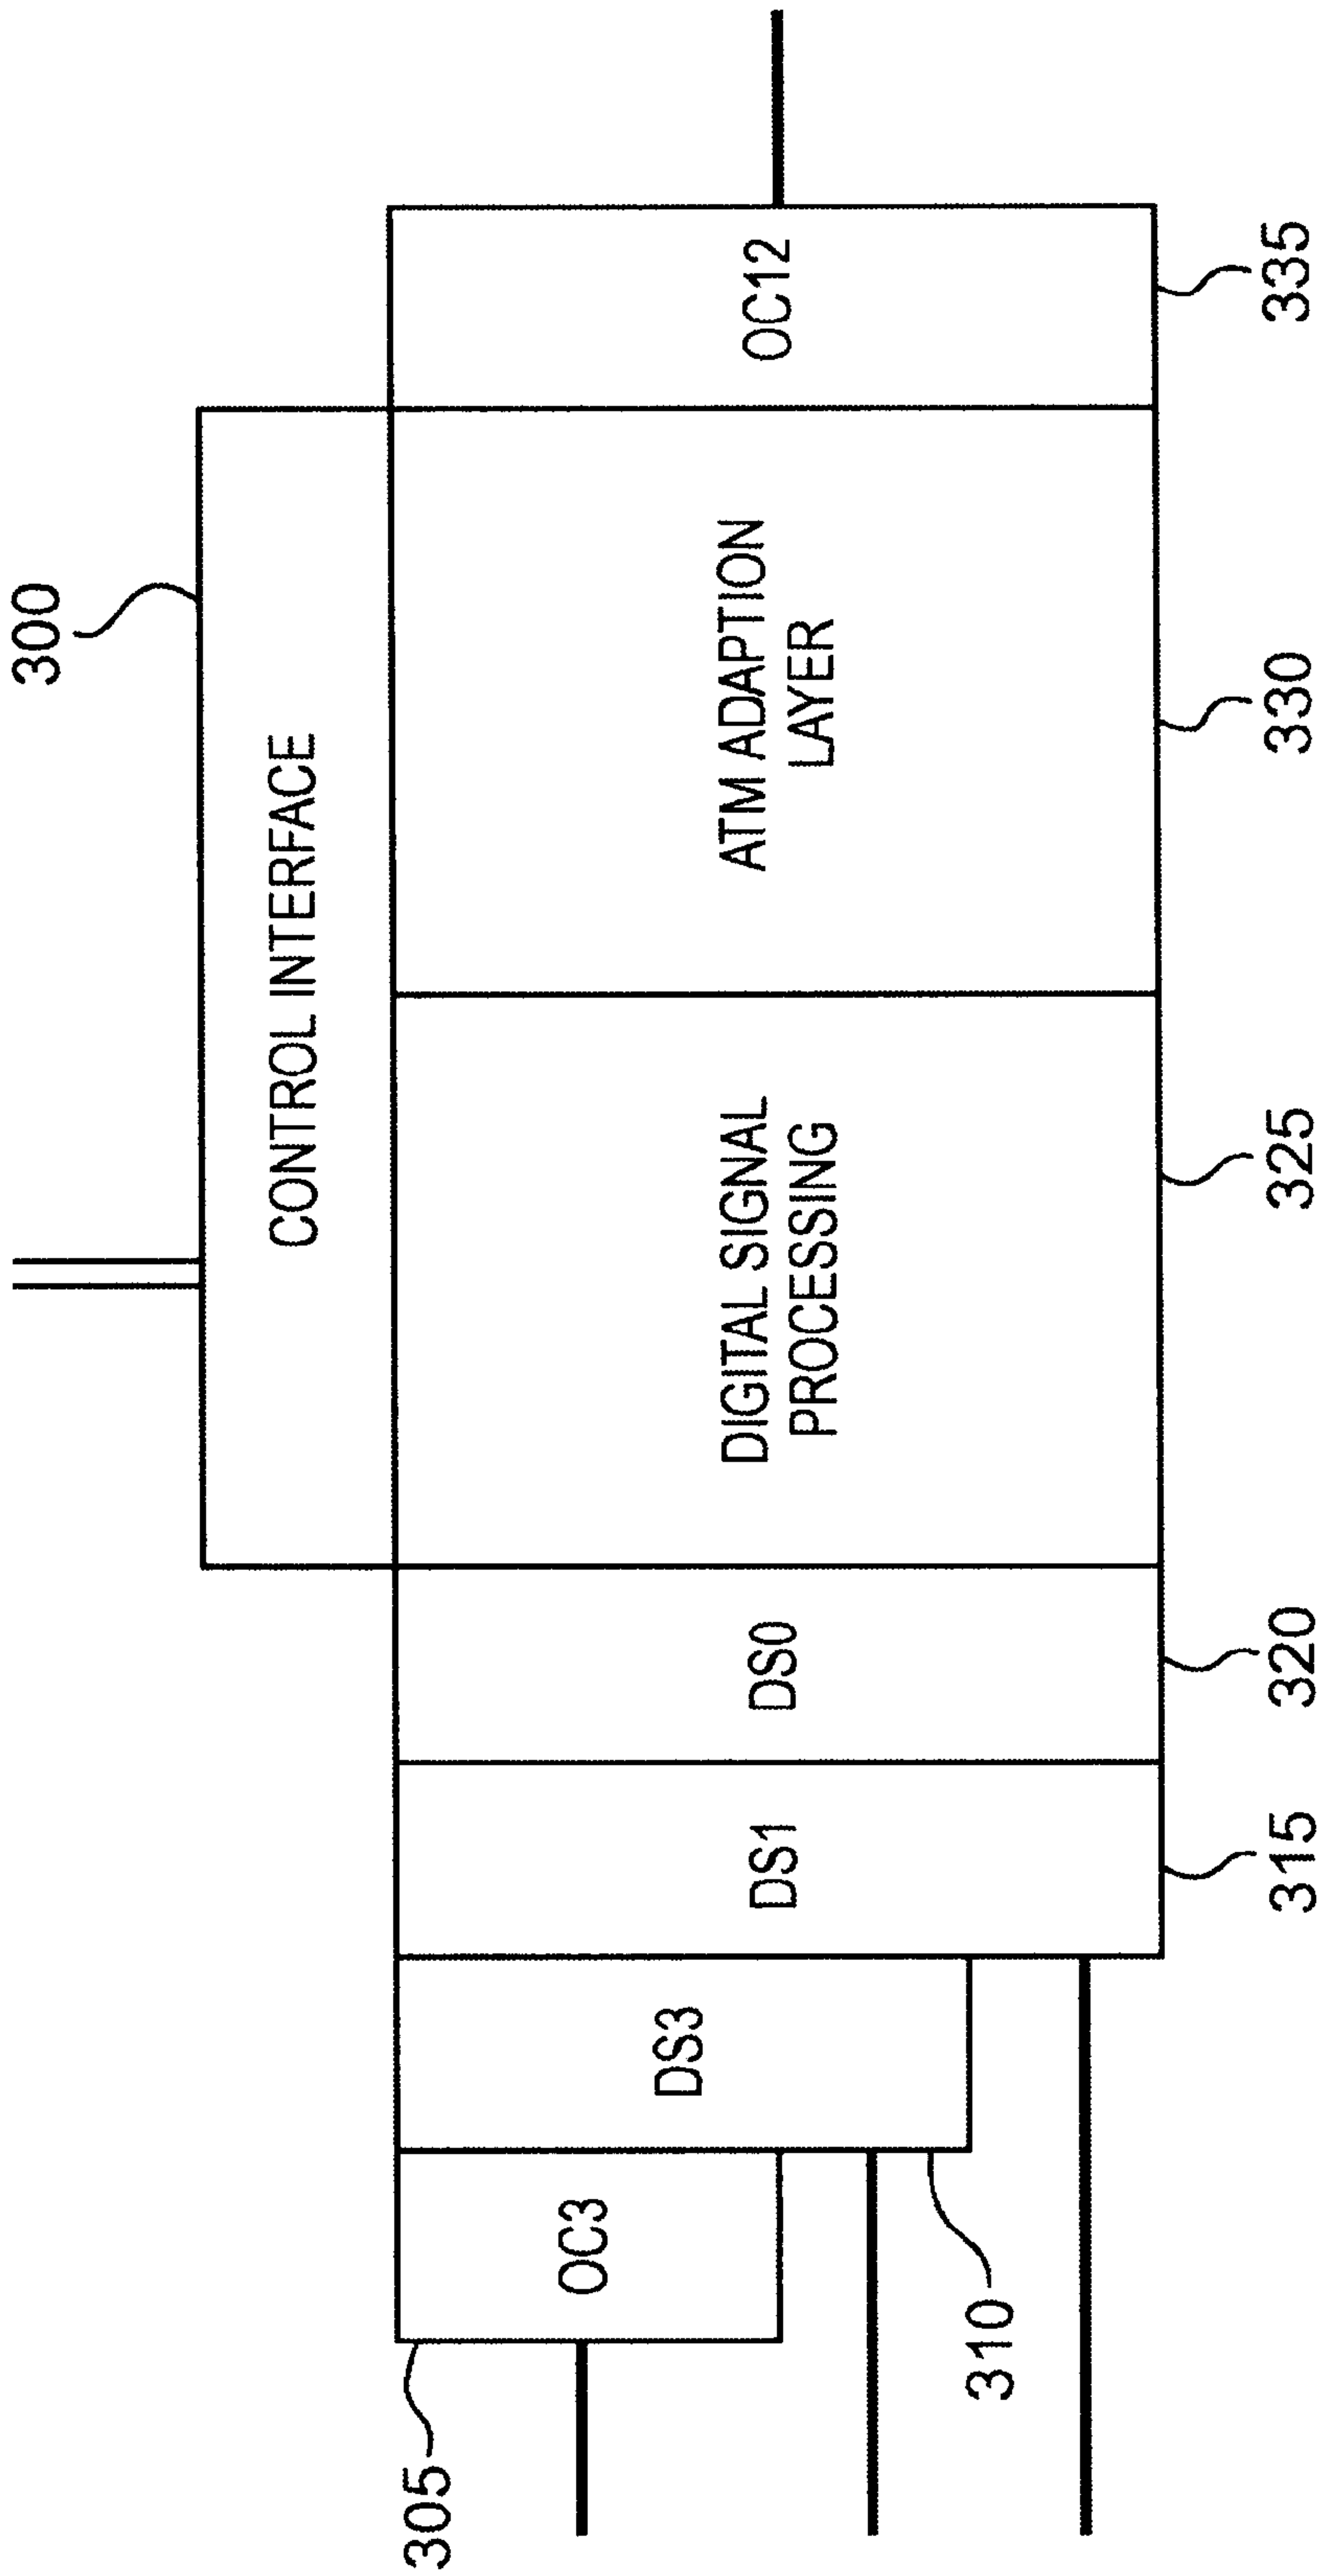 300
CONTROL INTERFACE
305
OC3
DS3
310
DS1
DS0
DIGITAL SIGNAL
PROCESSING
ATM ADAPTION
LAYER
OC12
315
320
325
330
335